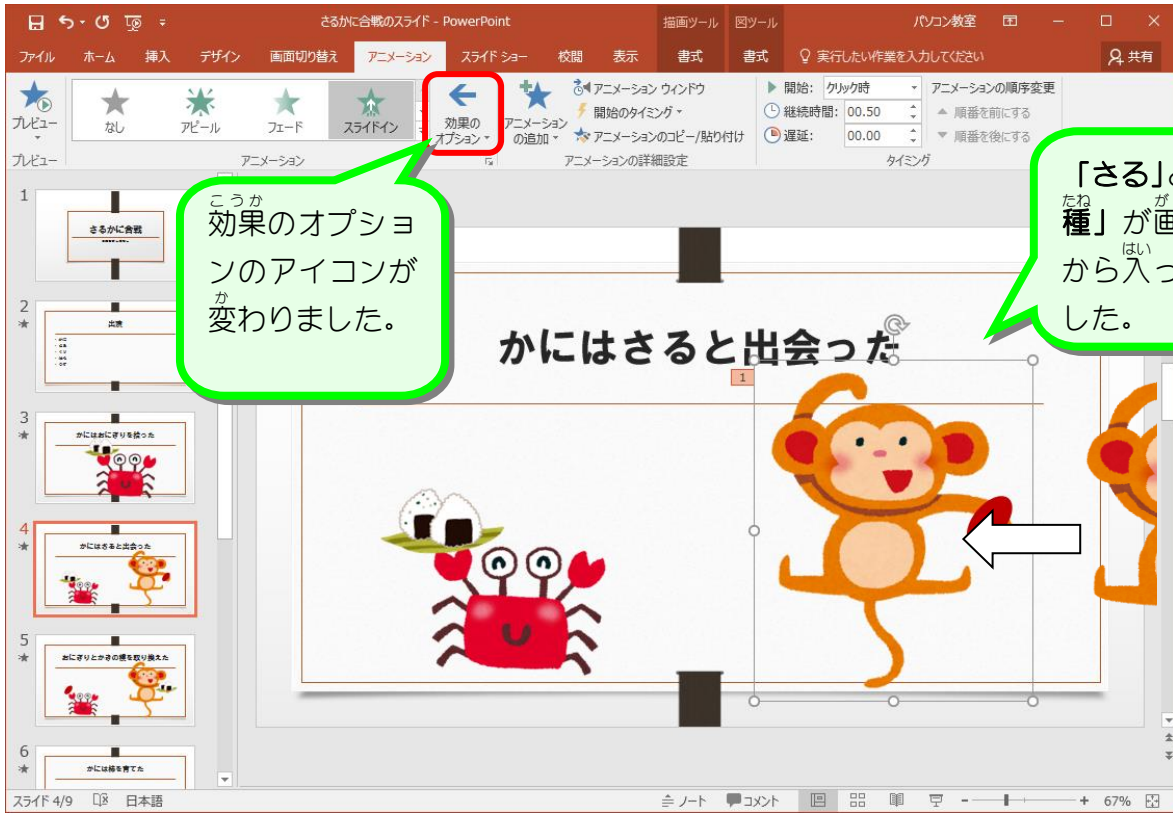 さるかに合戦のスライド - PowerPoint
描画ツール
図ツール
パソコン教室
ファイル
ホーム
挿入
デザイン
画面切り替え
アニメーション
スライド ショー
校閲
表示
書式
書式
実行したい作業を入力してください
共有
プレビュー
なし
アピール
フェード
スライドイン
効果の
オプション
アニメーション
の追加
アニメーション ウィンドウ
開始のタイミング
アニメーションのコピー/貼り付け
開始: クリック時
継続時間: 00.50
遅延: 00.00
アニメーションの順序変更
順番を前にする
順番を後にする
プレビュー
アニメーション
アニメーションの詳細設定
タイミング
こうか
効果のオプショ
ンのアイコンが
か
変わりました。
「さる」
たね が
種」が画
はい
から入っ
した。
1
さるかに合戦
2
出演
3
かにはおにぎりを拾った
4
かにはさると出会った
5
おにぎりとかきの種を取り換えた
6
かには柿を育てた
かにはさると出会った
1
スライド 4/9
日本語
ノート
コメント
67%